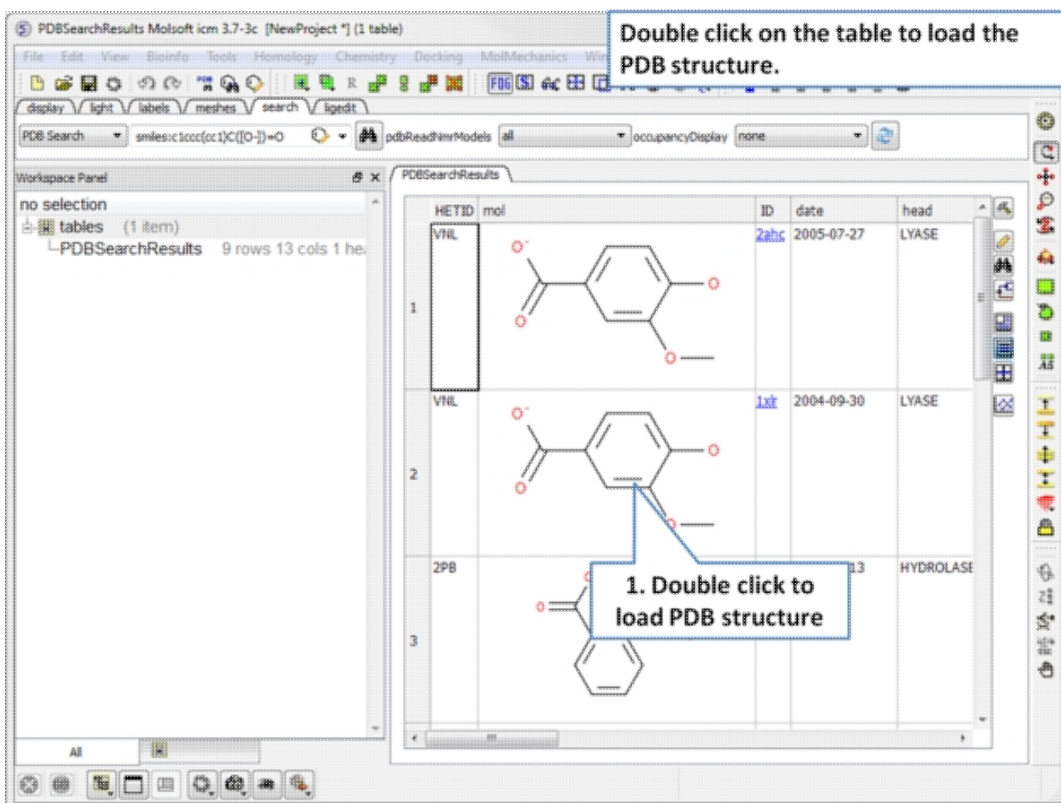 PDBSearchResults Molsoft icm 3.7-3c [NewProject *] (1 table)
Double click on the table to load the
PDB structure.
File Edit View Bioinfo Tools Homology Chemistry Docking MolMechanics
R
display light labels meshes search ligedit
PDB Search smiles:c1ccc(cc1)C([O-])=O pdbReadNmrModels all occupancyDisplay none
Workspace Panel
PDBSearchResults
no selection
tables (1 item)
PDBSearchResults 9 rows 13 cols 1 hea
HETID mol ID date head
VNL 2ahc 2005-07-27 LYASE
O-
O
1
O
O
VNL 1xlr 2004-09-30 LYASE
O-
O
2
O
O
2PB 13 HYDROLASE
O
3
1. Double click to
load PDB structure
All